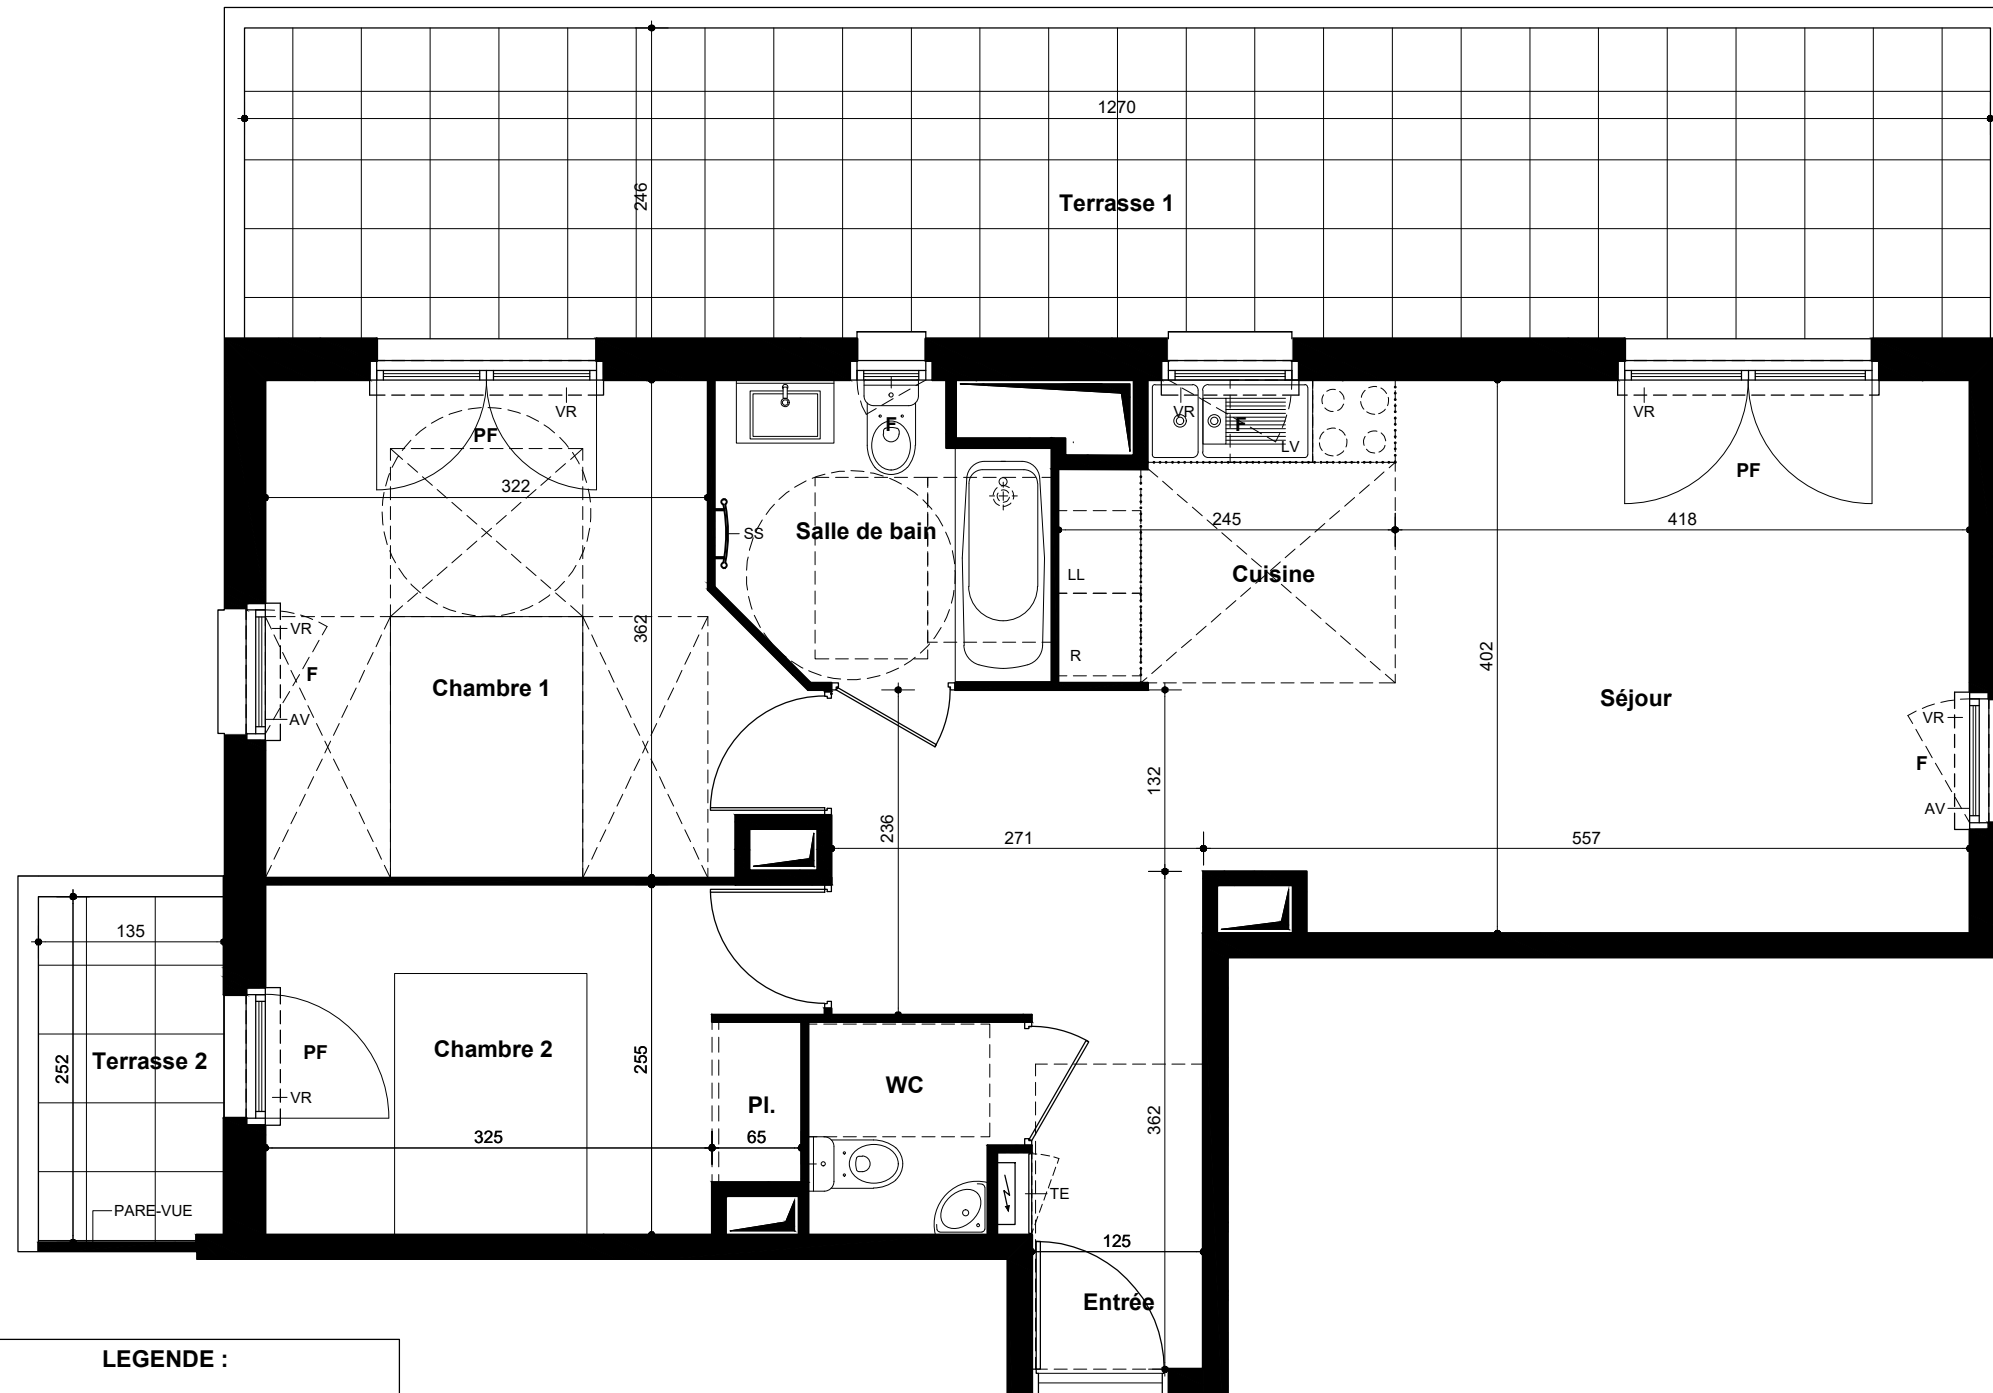 1270
246
Terrasse 1
VR
PF
F
VR
F
LV
VR
PF
322
SS
Salle de bain
245
418
LL
Cuisine
VR
362
R
402
F
Chambre 1
Séjour
AV
VR
F
AV
132
236
271
557
135
252
Terrasse 2
PF
VR
Chambre 2
255
Pl.
WC
325
65
362
TE
PARE-VUE
125
Entrée
LEGENDE :